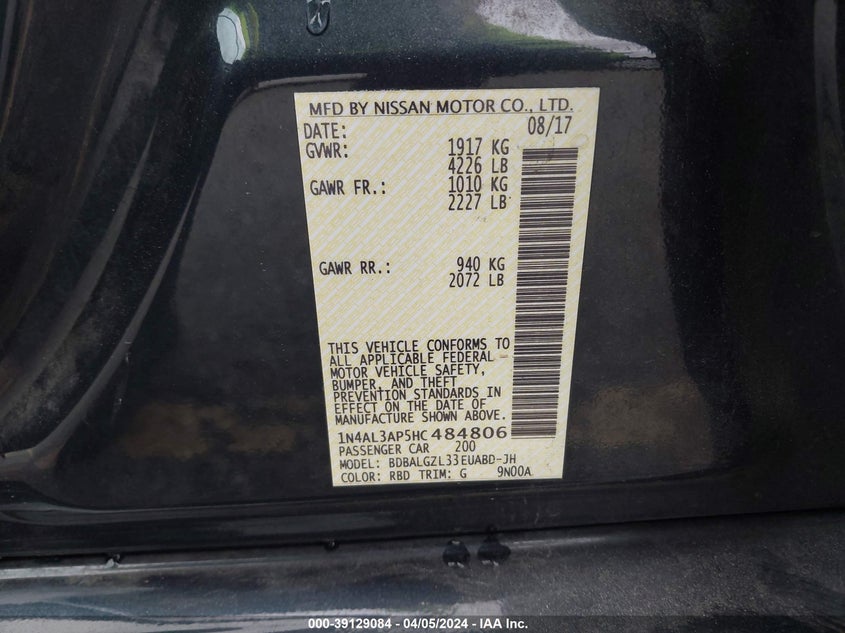 MFD BY NISSAN MOTOR CO., LTD.
DATE: 08/17
GVWR: 1917 KG
4226 LB
GAWR FR.: 1010 KG
2227 LB
GAWR RR.: 940 KG
2072 LB
THIS VEHICLE CONFORMS TO
ALL APPLICABLE FEDERAL
MOTOR VEHICLE SAFETY,
BUMPER, AND THEFT
PREVENTION STANDARDS IN
EFFECT ON THE DATE OF
MANUFACTURE SHOWN ABOVE.
1N4AL3AP5HC484806
PASSENGER CAR 200
MODEL: BDBALGZL33EUABD-JH
COLOR: RBD TRIM: G 9N00A
000-39129084 - 04/05/2024 - IAA Inc.